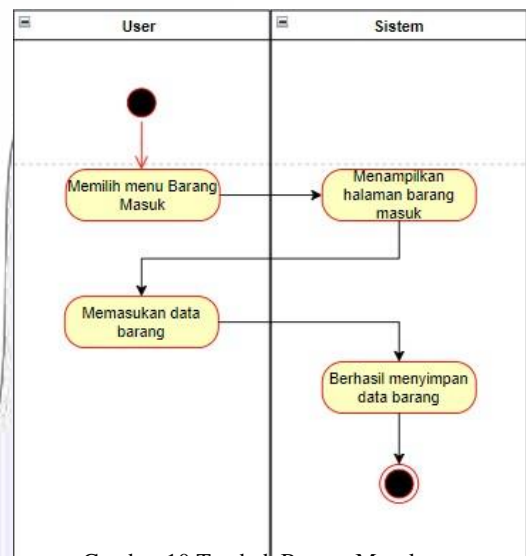 User
Sistem
Memilih menu Barang
Masuk
Menampilkan
halaman barang
masuk
Memasukan data
barang
Berhasil menyimpan
data barang